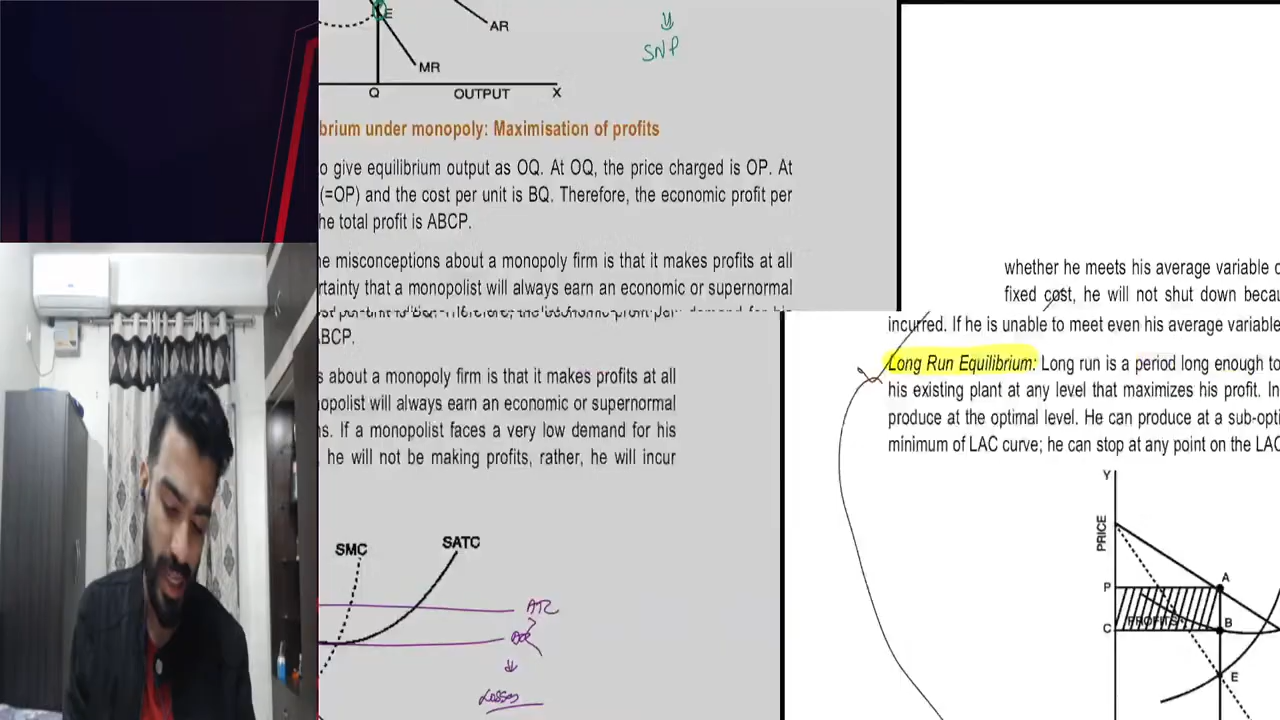 E
AR
SNP
MR
Q OUTPUT X
brium under monopoly: Maximisation of profits
o give equilibrium output as OQ. At OQ, the price charged is OP. At
(=OP) and the cost per unit is BQ. Therefore, the economic profit per
he total profit is ABCP.
e misconceptions about a monopoly firm is that it makes profits at all
rtainty that a monopolist will always earn an economic or supernormal
BCP.
s about a monopoly firm is that it makes profits at all
opolist will always earn an economic or supernormal
ns. If a monopolist faces a very low demand for his
, he will not be making profits, rather, he will incur
SMC
SATC
ATC
Losses
whether he meets his average variable c
fixed cost, he will not shut down becau
incurred. If he is unable to meet even his average variable
Long Run Equilibrium: Long run is a period long enough to
his existing plant at any level that maximizes his profit. In
produce at the optimal level. He can produce at a sub-opti
minimum of LAC curve; he can stop at any point on the LAC
Y
PRICE
P
A
PROFITS
C
B
E